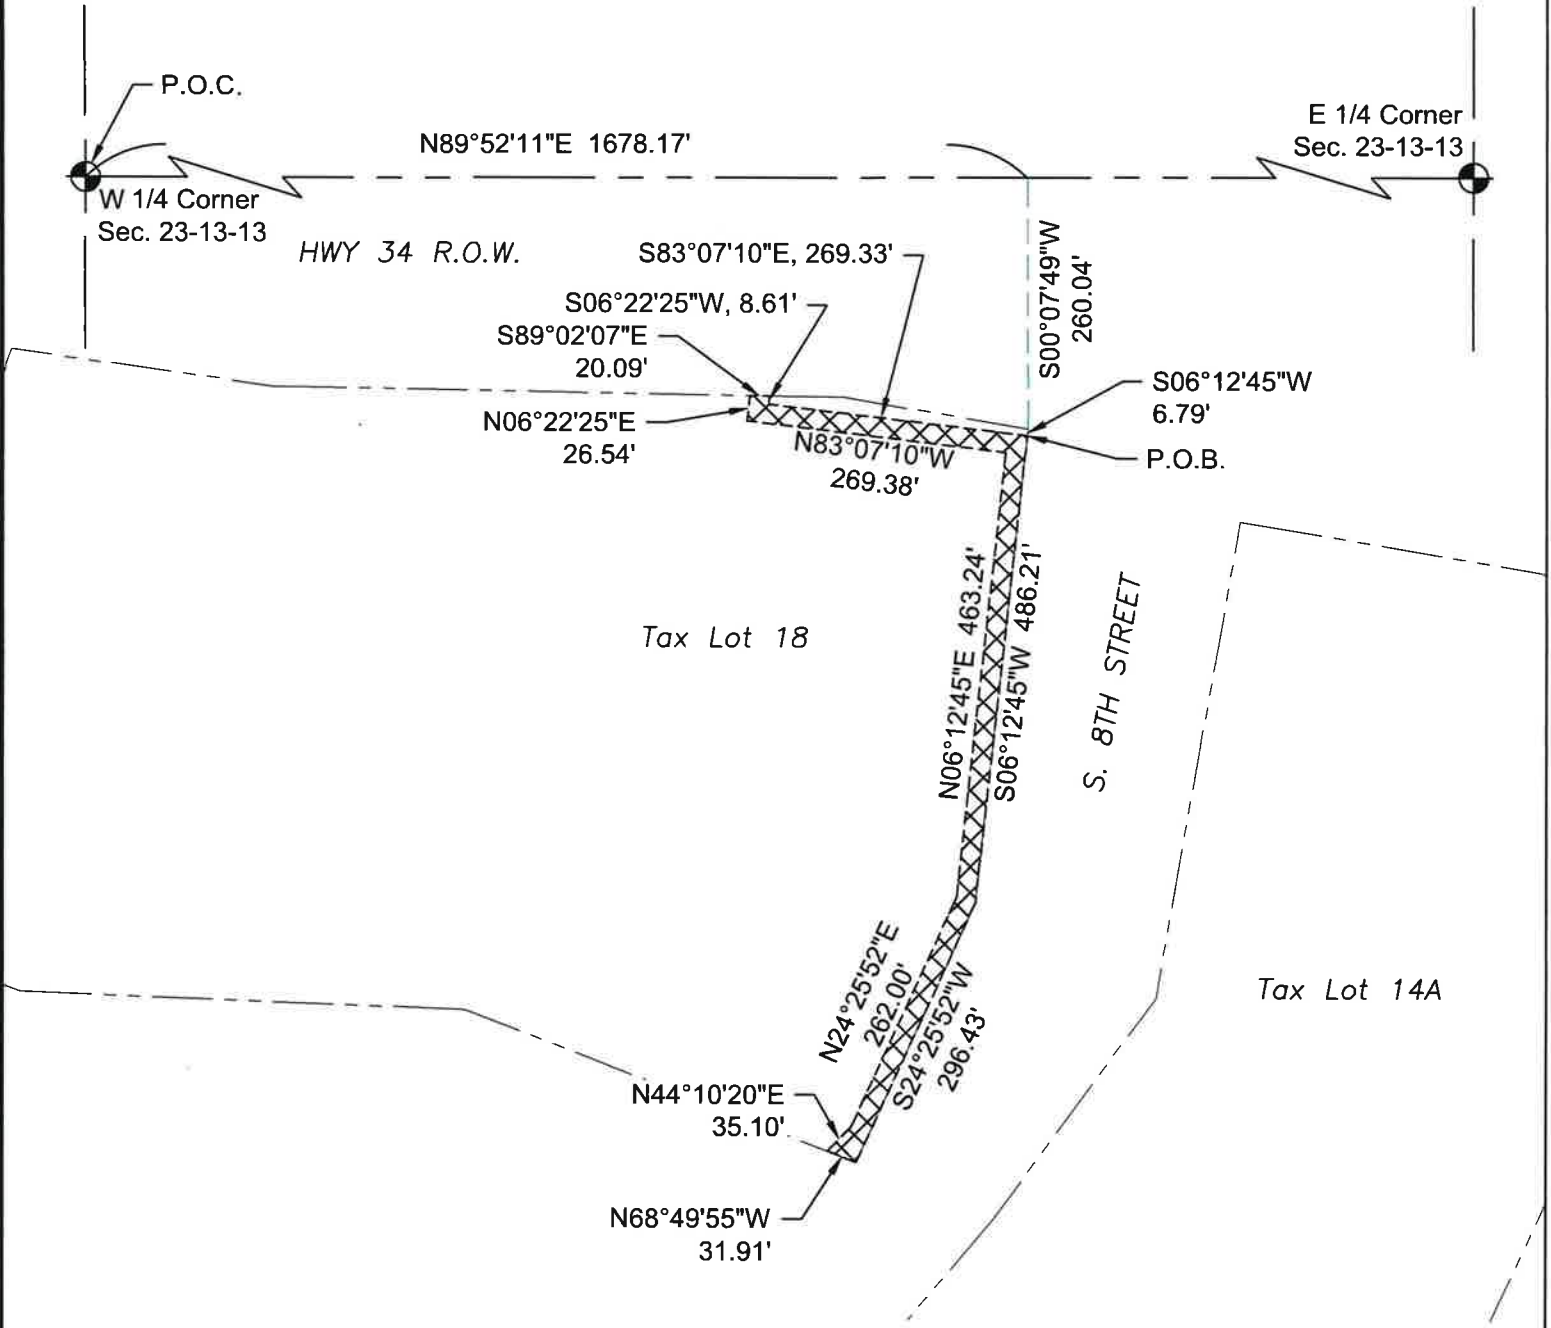 P.O.C.
N89°52'11"E 1678.17'
E 1/4 Corner
Sec. 23-13-13
W 1/4 Corner
Sec. 23-13-13
HWY 34 R.O.W.
S83°07'10"E, 269.33'
S06°22'25"W, 8.61'
S89°02'07"E
20.09'
S00°07'49"W
260.04'
S06°12'45"W
6.79'
N06°22'25"E
26.54'
N83°07'10"W
269.38'
P.O.B.
N06°12'45"E 463.24'
S06°12'45"W 486.21'
S. 8TH STREET
Tax Lot 18
N24°25'52"E
262.00'
S24°25'52"W
296.43'
Tax Lot 14A
N44°10'20"E
35.10'
N68°49'55"W
31.91'